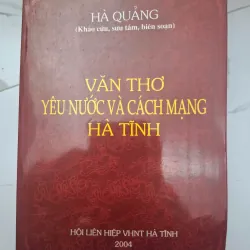 HÀ QUẢNG
(Khảo cứu, sưu tầm, biên soạn)
VĂN THƠ
YÊU NƯỚC VÀ CÁCH MẠNG
HÀ TĨNH
HỘI LIÊN HIỆP VHNT HÀ TĨNH
2004